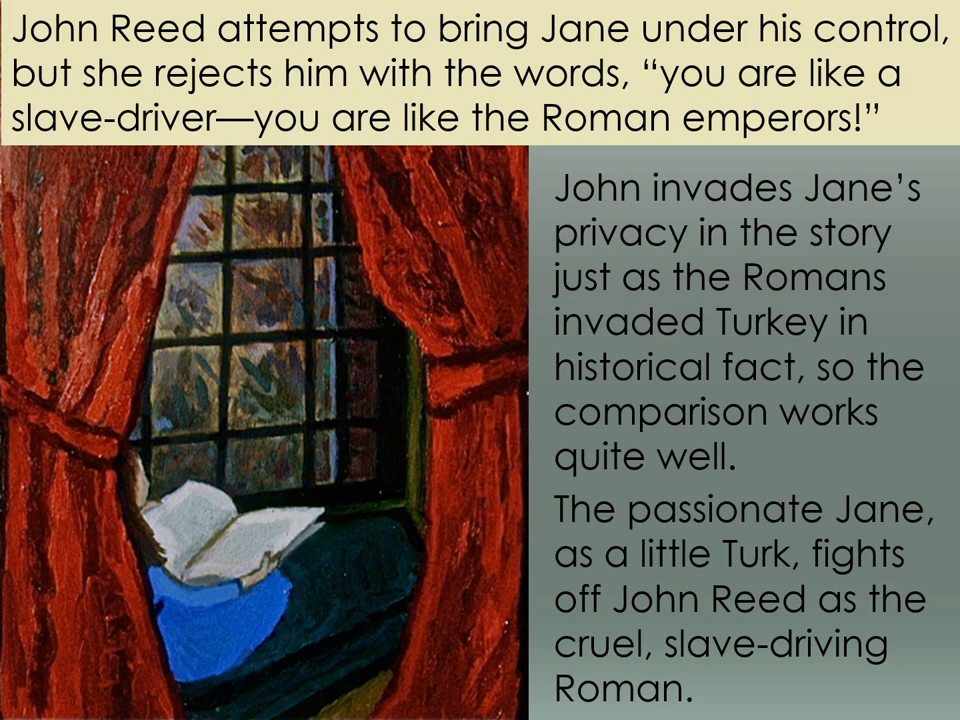 John Reed attempts to bring Jane under his control,
but she rejects him with the words, “you are like a
slave-driver—you are like the Roman emperors!”
John invades Jane’s
privacy in the story
just as the Romans
invaded Turkey in
historical fact, so the
comparison works
quite well.
The passionate Jane,
as a little Turk, fights
off John Reed as the
cruel, slave-driving
Roman.